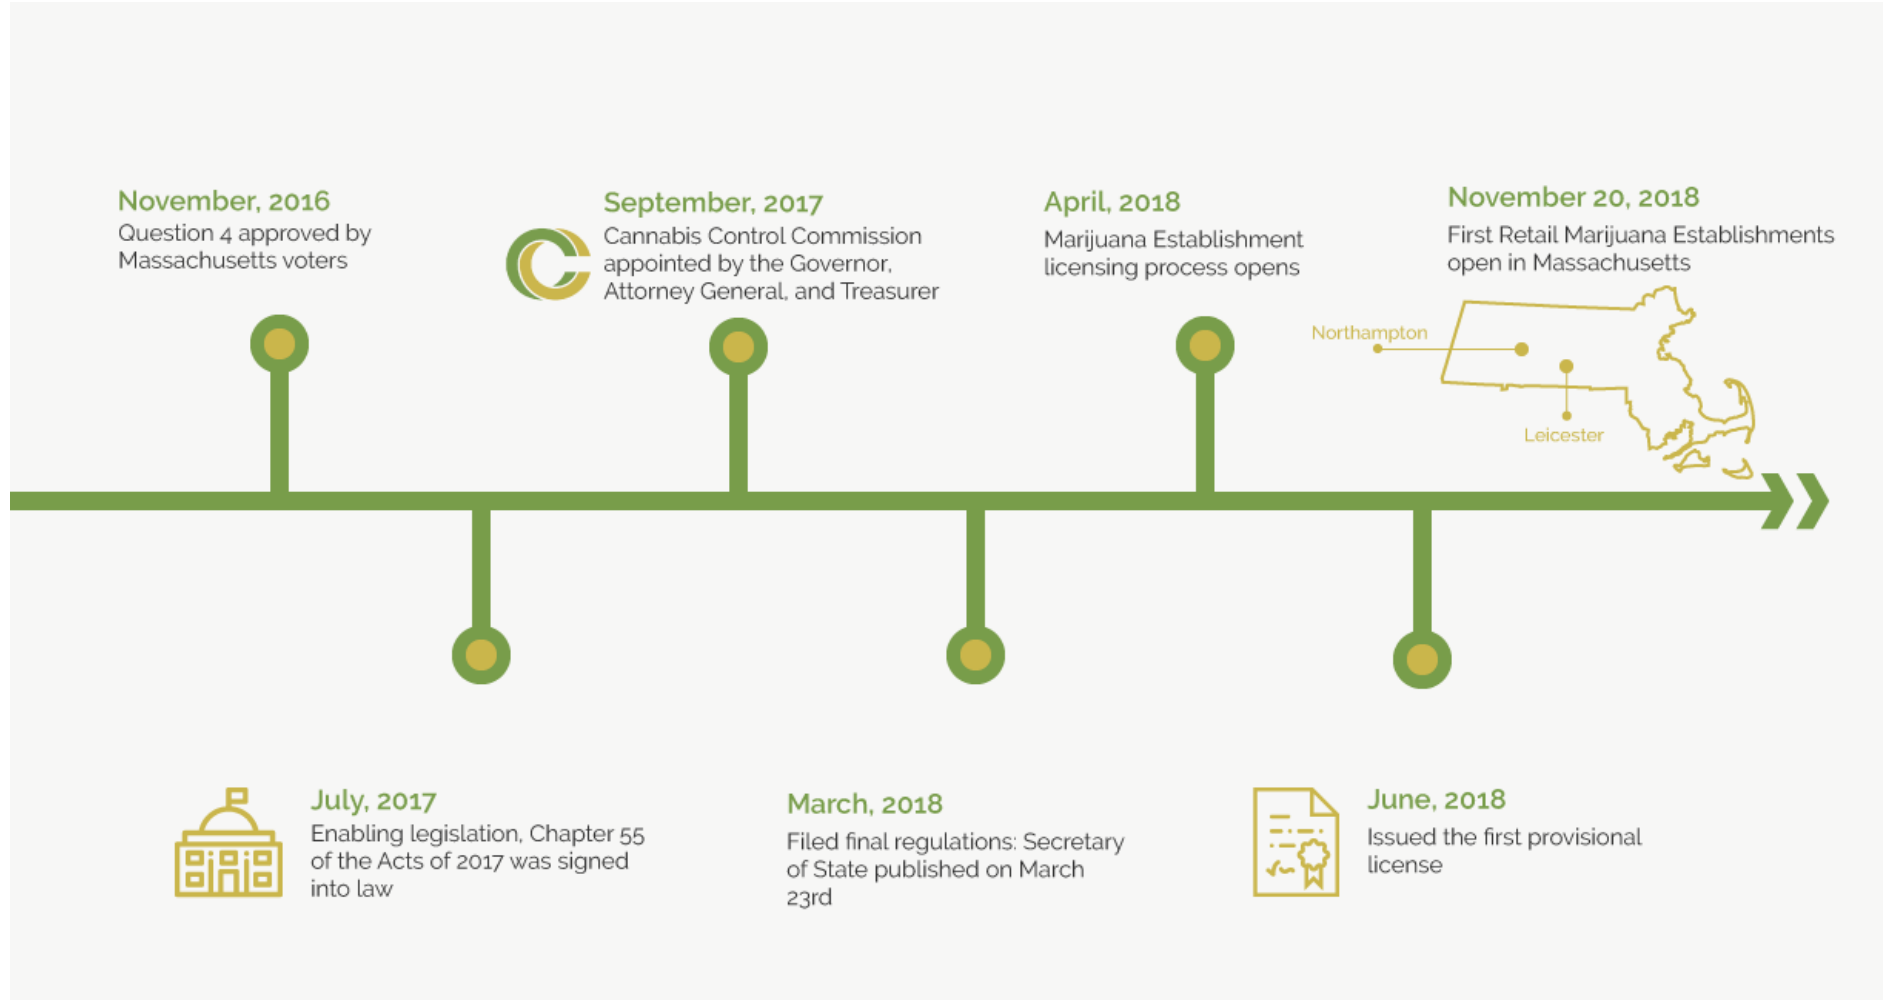 November, 2016
Question 4 approved by
Massachusetts voters
September, 2017
Cannabis Control Commission
appointed by the Governor,
Attorney General, and Treasurer
April, 2018
Marijuana Establishment
licensing process opens
November 20, 2018
First Retail Marijuana Establishments
open in Massachusetts
Northampton
Leicester
July, 2017
Enabling legislation, Chapter 55
of the Acts of 2017 was signed
into law
March, 2018
Filed final regulations: Secretary
of State published on March
23rd
June, 2018
Issued the first provisional
license